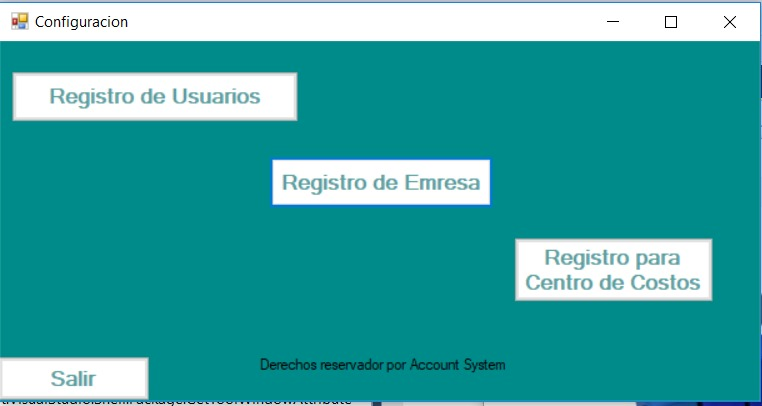 Configuracion
Registro de Usuarios
Registro de Emresa
Registro para
Centro de Costos
Derechos reservador por Account System
Salir